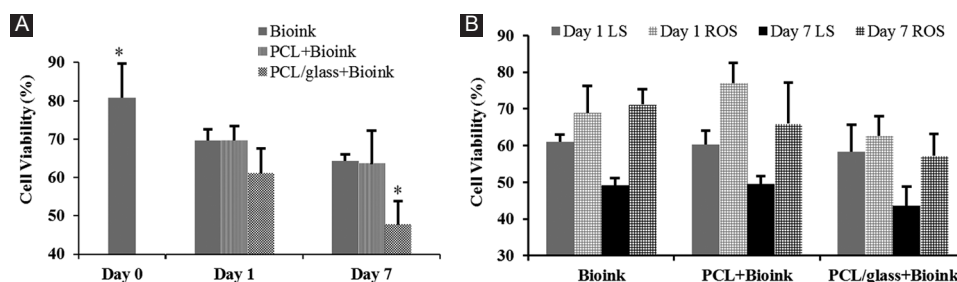 A
Bioink
PCL+Bioink
PCL/glass+Bioink
Cell Viability (%)
90
80
70
60
50
40
*
*
Day 0
Day 1
Day 7
B
Day 1 LS
Day 1 ROS
Day 7 LS
Day 7 ROS
Cell Viability (%)
90
80
70
60
50
40
30
Bioink
PCL+Bioink
PCL/glass+Bioink